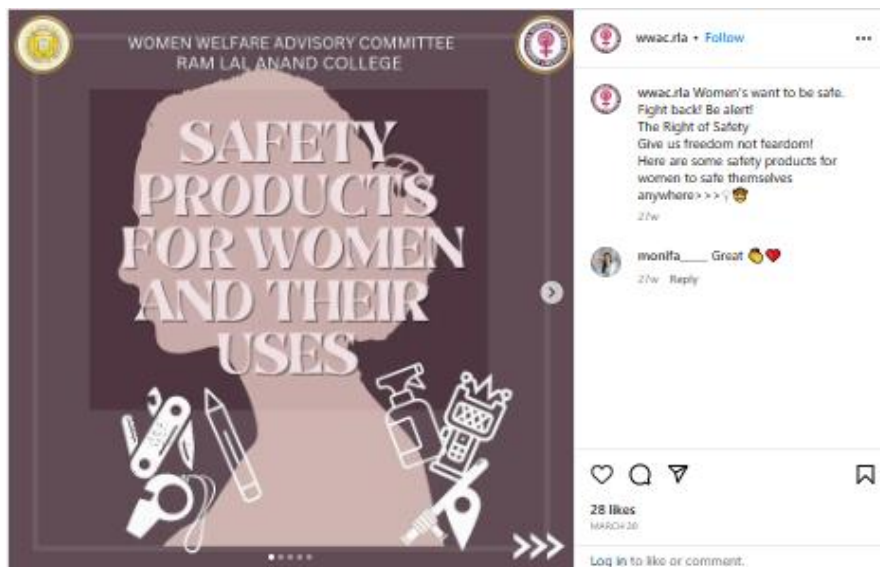 WOMEN WELFARE ADVISORY COMMITTEE
RAM LAL ANAND COLLEGE
SAFETY
PRODUCTS
FOR WOMEN
AND THEIR
USES
wwac.rla • Follow
wwac.rla Women's want to be safe.
Fight back! Be alert!
The Right of Safety
Give us freedom not feardom!
Here are some safety products for
women to safe themselves
anywhere>>>
27w
monifa____ Great
27w Reply
28 likes
MARCH 20
Log in to like or comment.